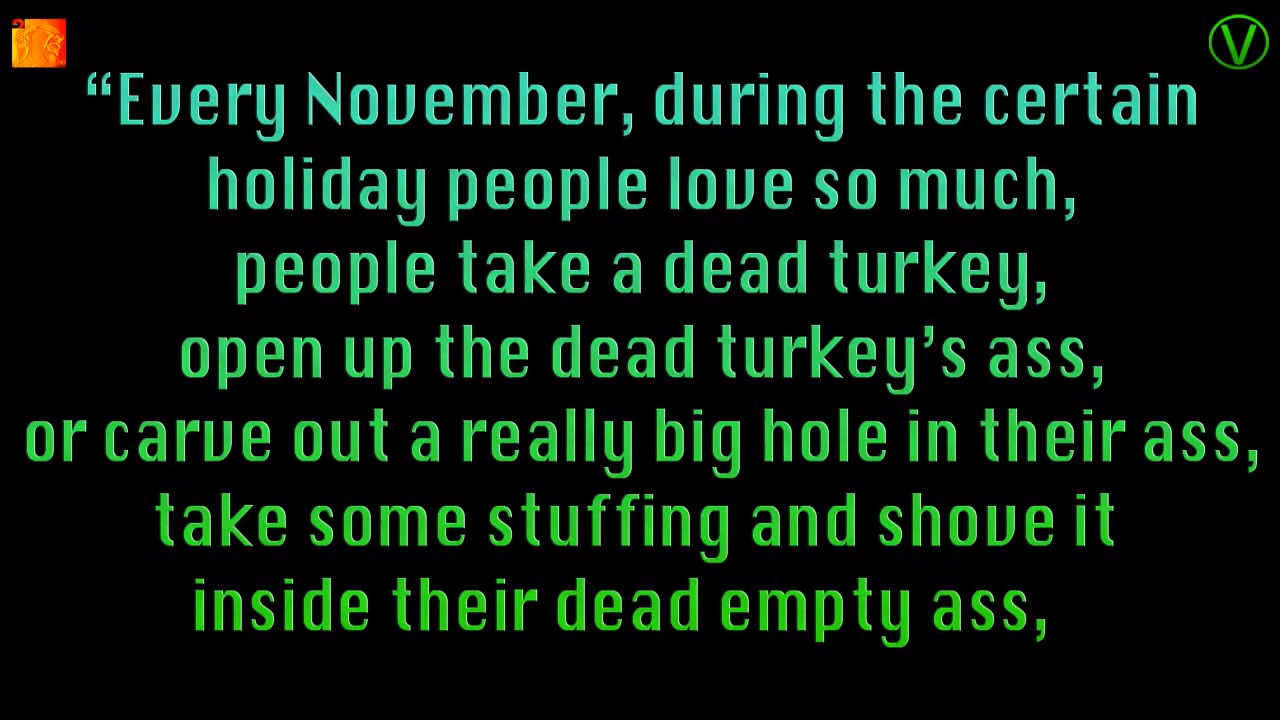 “Every November, during the certain
holiday people love so much,
people take a dead turkey,
open up the dead turkey’s ass,
or carve out a really big hole in their ass,
take some stuffing and shove it
inside their dead empty ass,
V